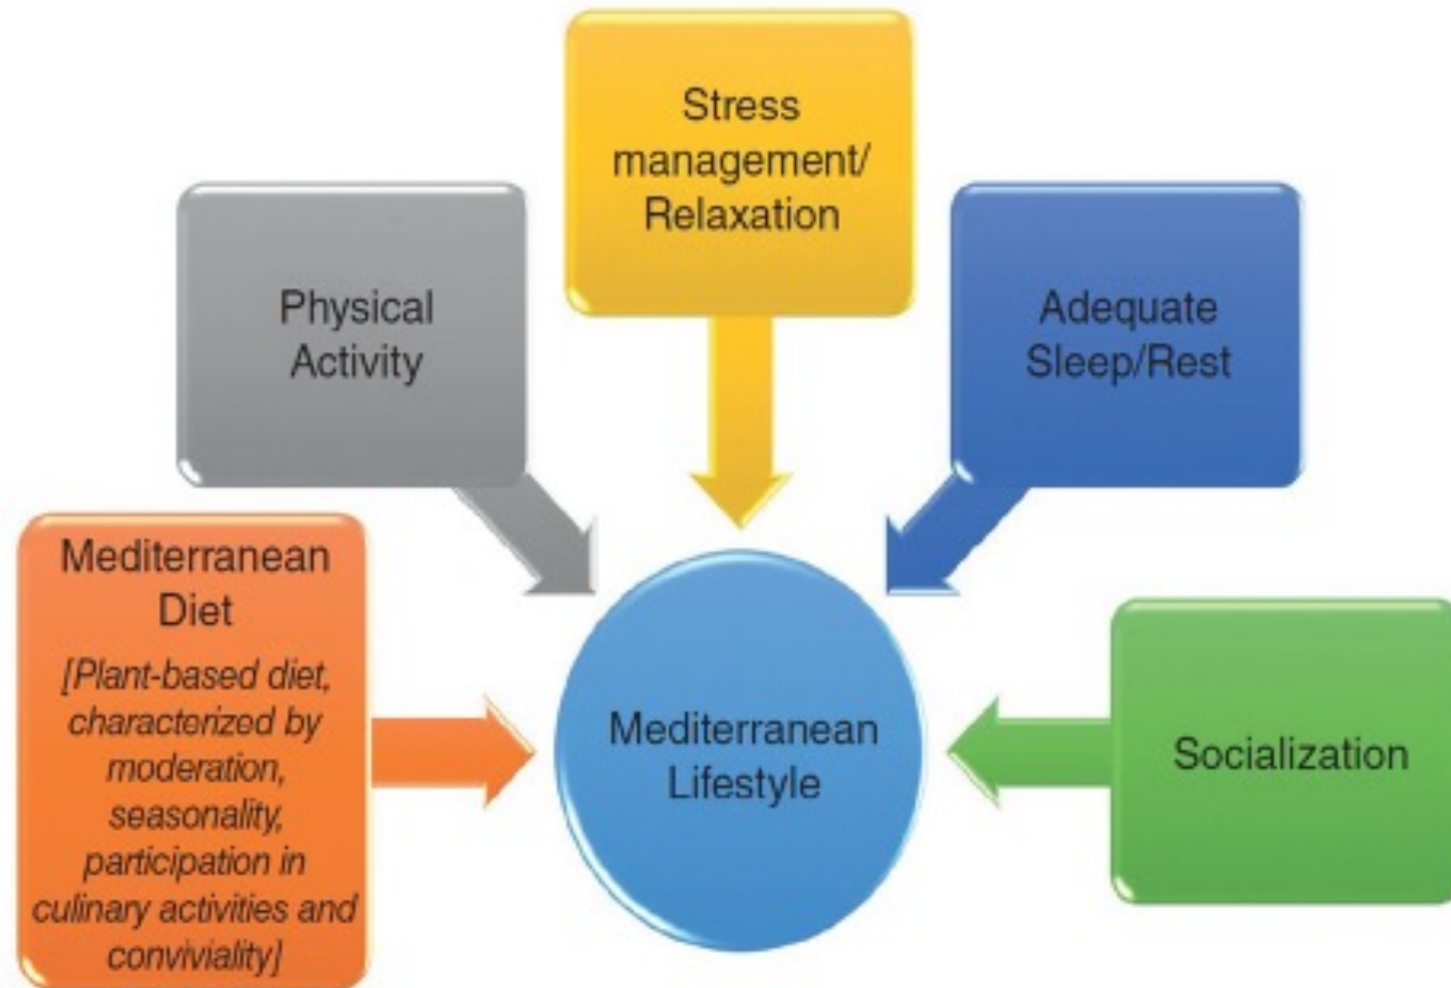 Stress
management/
Relaxation
Physical
Activity
Adequate
Sleep/Rest
Mediterranean
Diet
[Plant-based diet,
characterized by
moderation,
seasonality,
participation in
culinary activities and
conviviality]
Mediterranean
Lifestyle
Socialization